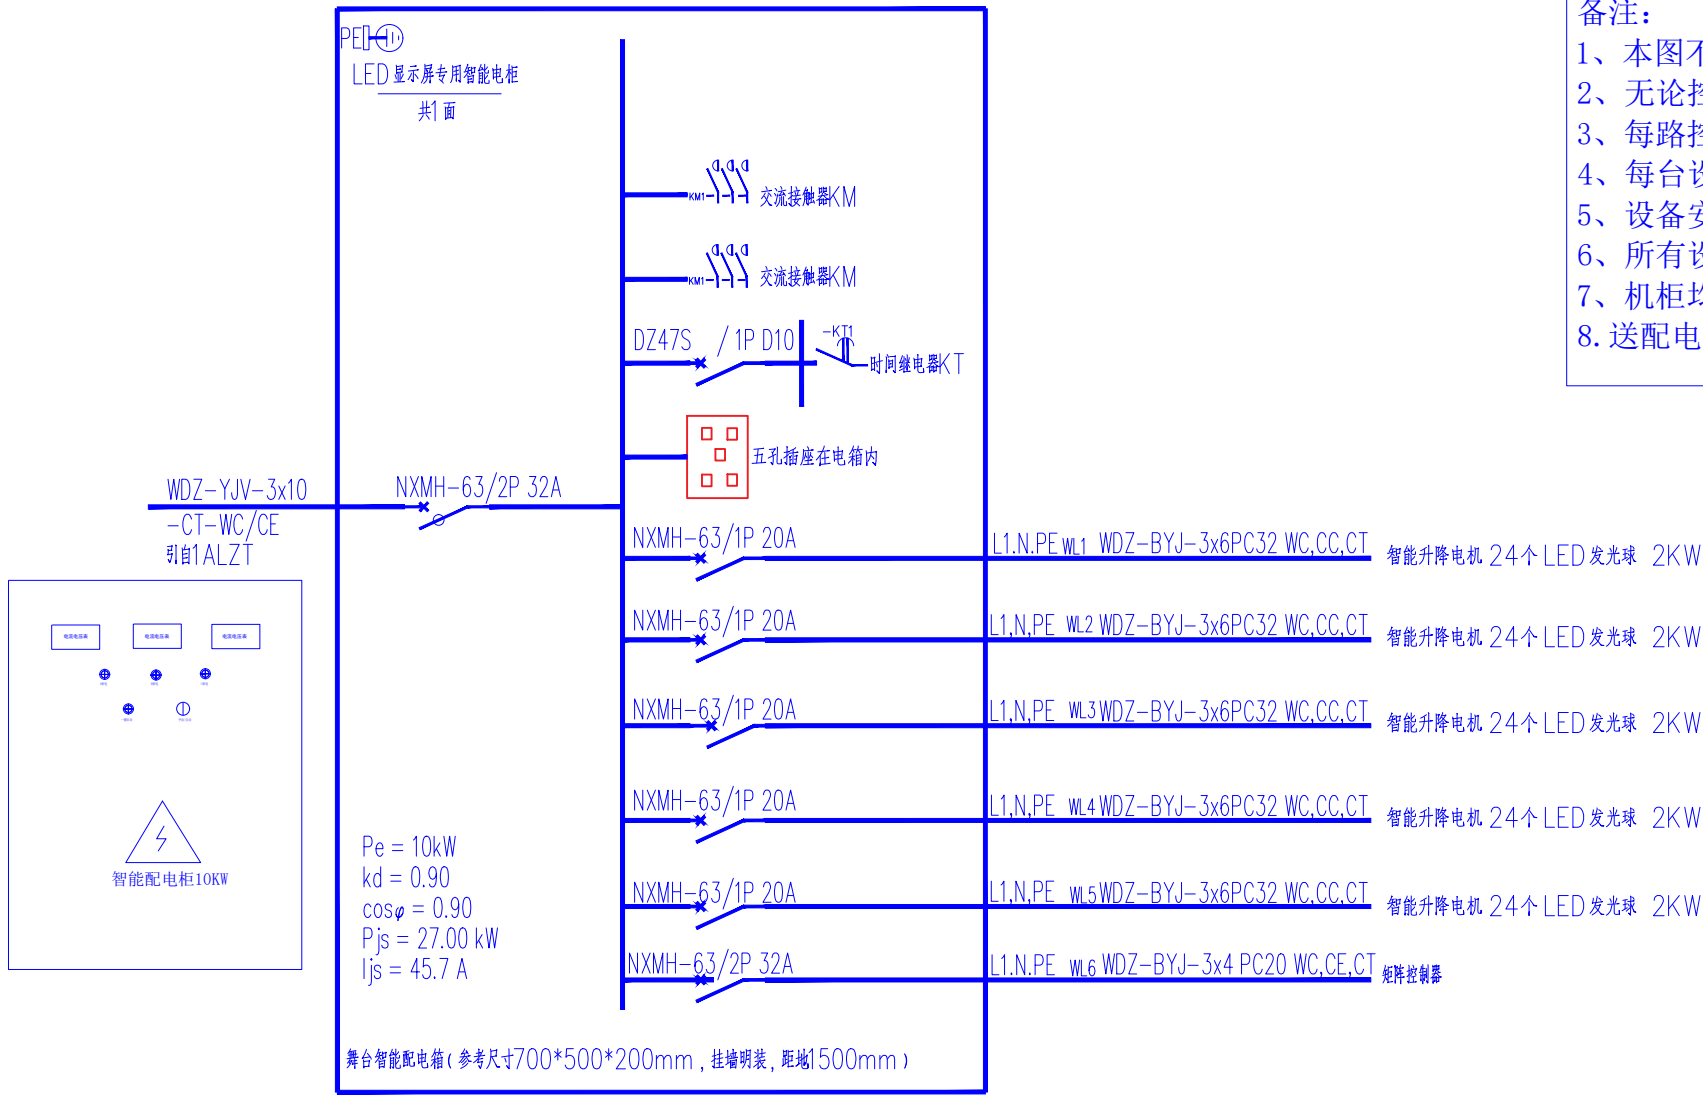 PE
LED显示屏专用智能电柜
共1面
KM1
交流接触器KM
KM1
交流接触器KM
DZ47S / 1P D10
-KT1
时间继电器KT
五孔插座在电箱内
WDZ-YJV-3x10
-CT-WC/CE
引自1ALZT
NXMH-63/2P 32A
NXMH-63/1P 20A
L1.N.PE WL1 WDZ-BYJ-3x6PC32 WC,CC,CT
智能升降电机 24个LED发光球 2KW
NXMH-63/1P 20A
L1,N,PE WL2 WDZ-BYJ-3x6PC32 WC,CC,CT
智能升降电机 24个LED发光球 2KW
NXMH-63/1P 20A
L1,N,PE WL3 WDZ-BYJ-3x6PC32 WC,CC,CT
智能升降电机 24个LED发光球 2KW
NXMH-63/1P 20A
L1,N,PE WL4 WDZ-BYJ-3x6PC32 WC,CC,CT
智能升降电机 24个LED发光球 2KW
NXMH-63/1P 20A
L1,N,PE WL5 WDZ-BYJ-3x6PC32 WC,CC,CT
智能升降电机 24个LED发光球 2KW
NXMH-63/2P 32A
L1.N.PE WL6 WDZ-BYJ-3x4 PC20 WC,CE,CT
矩阵控制器
Pe = 10kW
kd = 0.90
cosφ = 0.90
Pjs = 27.00 kW
Ijs = 45.7 A
舞台智能配电箱(参考尺寸700*500*200mm,挂墙明装,距地1500mm)
电流电压表
电流电压表
电流电压表
智能配电柜10KW
备注:
1、本图不
2、无论控
3、每路控
4、每台设
5、设备安
6、所有设
7、机柜均
8.送配电